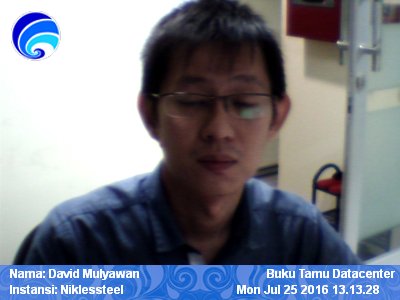 Nama: David Mulyawan
Buku Tamu Datacenter
Instansi: Niklessteel
Mon Jul 25 2016 13.13.28